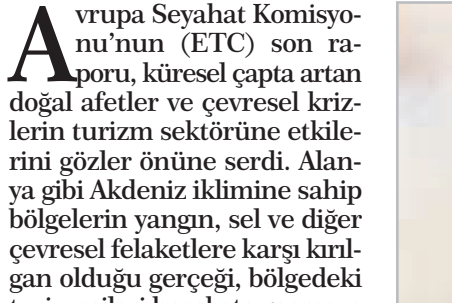 Avrupa Seyahat Komisyo-
nu’nun (ETC) son ra-
poru, küresel çapta artan
doğal afetler ve çevresel kriz-
lerin turizm sektörüne etkile-
rini gözler önüne serdi. Alan-
ya gibi Akdeniz iklimine sahip
bölgelerin yangın, sel ve diğer
çevresel felaketlere karşı kırıl-
gan olduğu gerçeği, bölgedeki